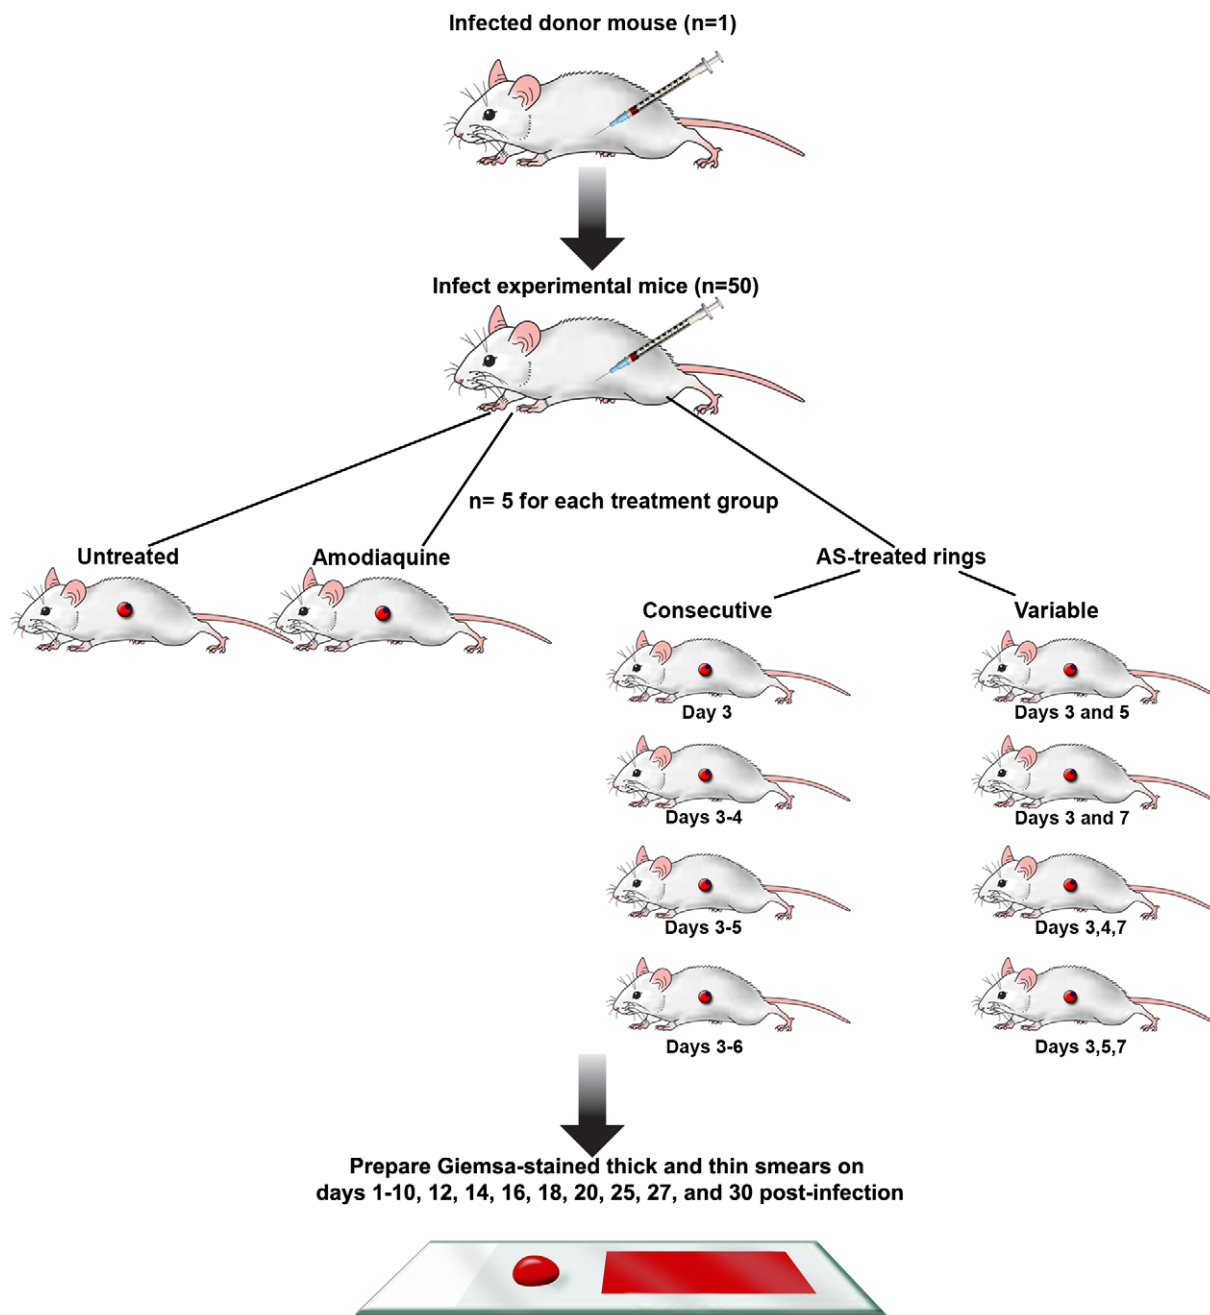 Infected donor mouse (n=1)
Infect experimental mice (n=50)
n= 5 for each treatment group
Untreated
Amodiaquine
AS-treated rings
Consecutive
Variable
Day 3
Days 3 and 5
Days 3-4
Days 3 and 7
Days 3-5
Days 3,4,7
Days 3-6
Days 3,5,7
Prepare Giemsa-stained thick and thin smears on
days 1-10, 12, 14, 16, 18, 20, 25, 27, and 30 post-infection